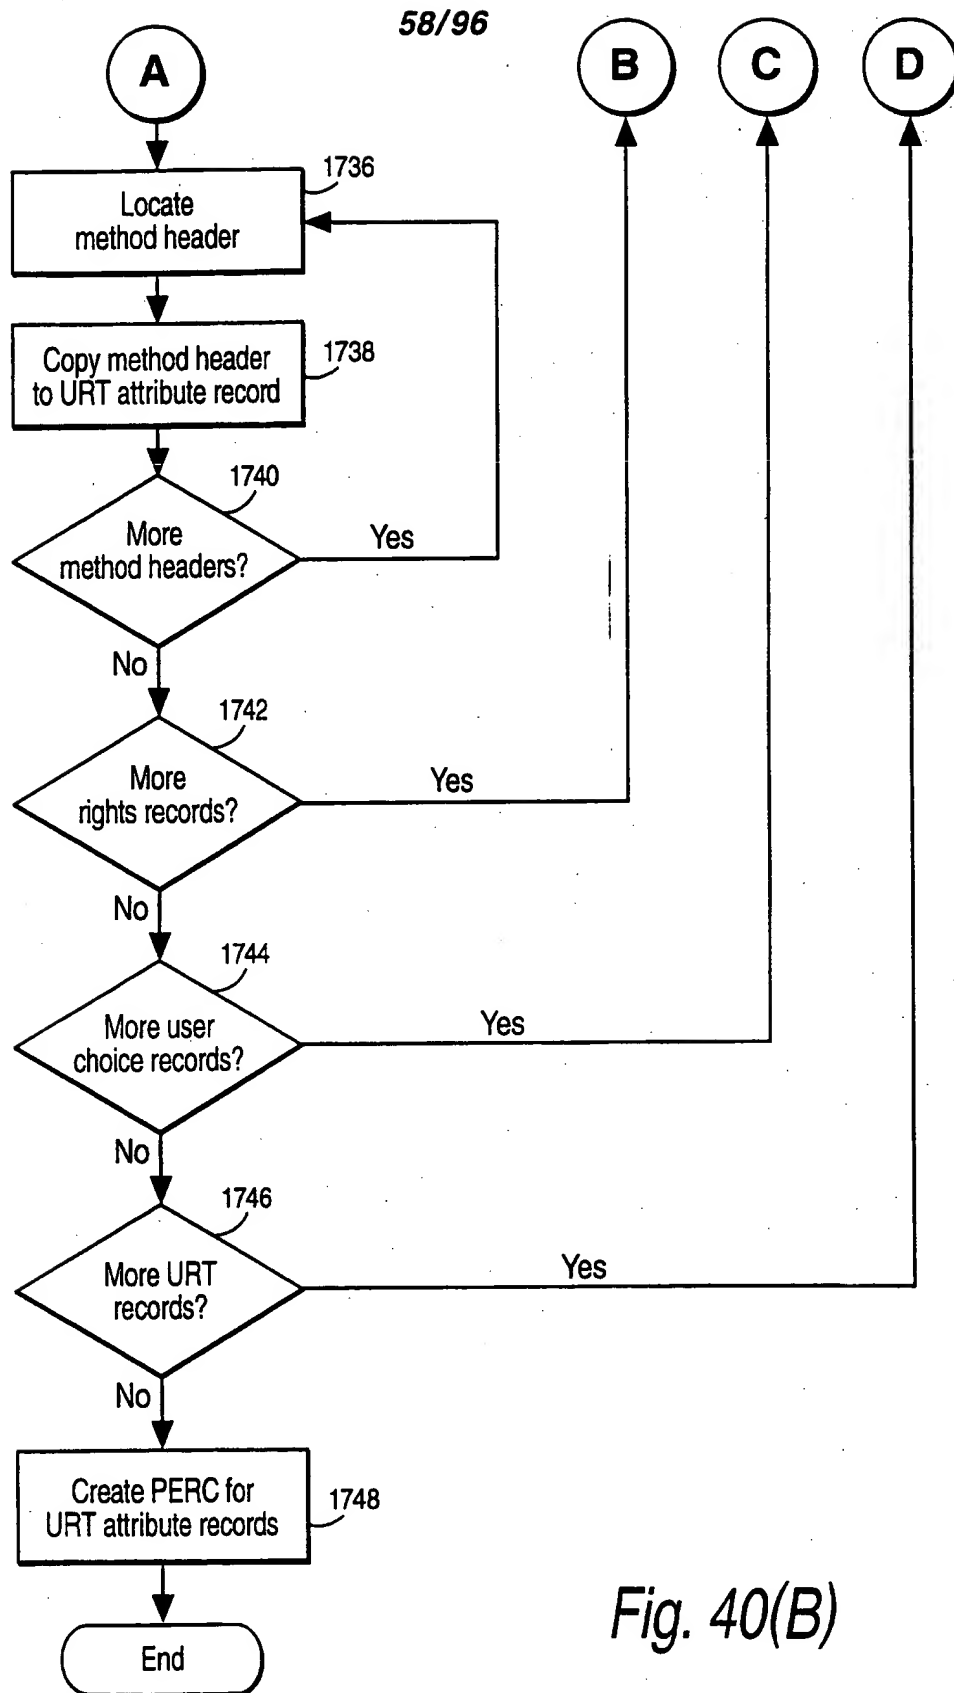 58/96
A
B
C
D
1736
Locate
method header
1738
Copy method header
to URT attribute record
1740
More
method headers?
Yes
No
1742
More
rights records?
Yes
No
1744
More user
choice records?
Yes
No
1746
More URT
records?
Yes
No
Create PERC for
URT attribute records
1748
End
Fig. 40(B)